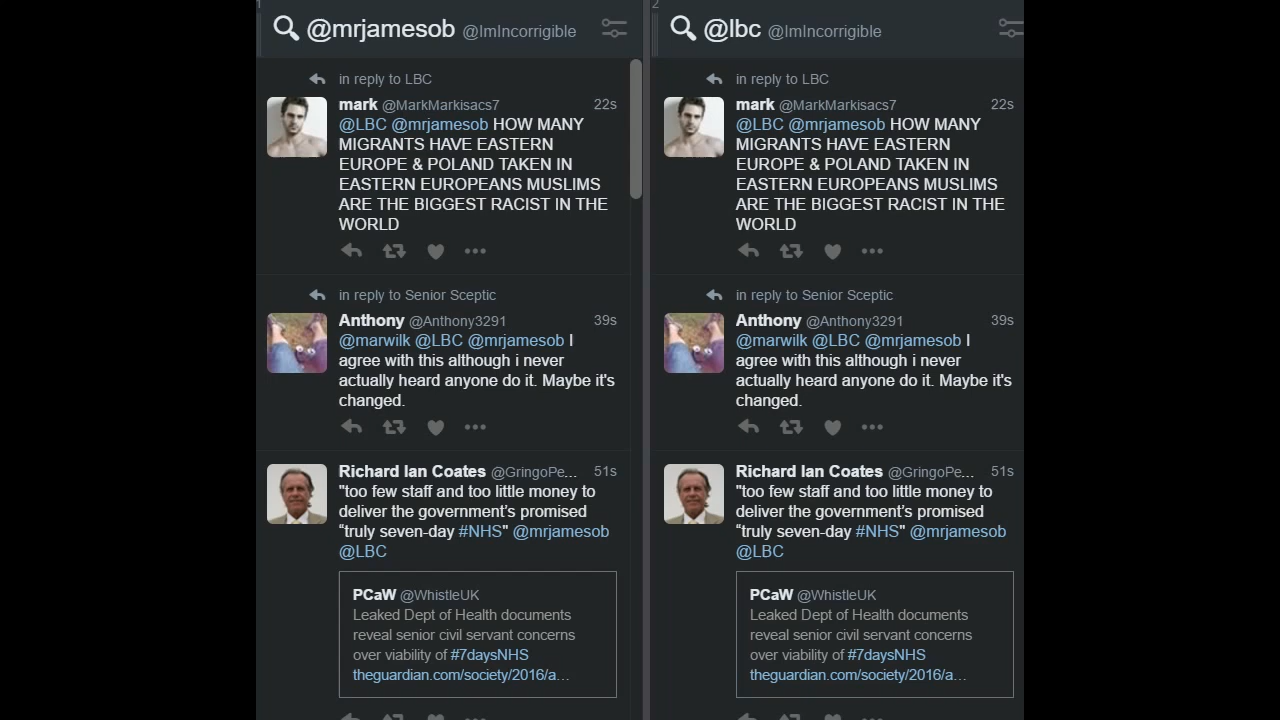 1
@mrjamesob @ImIncorrigible
in reply to LBC
mark @MarkMarkisacs7 22s
@LBC @mrjamesob HOW MANY
MIGRANTS HAVE EASTERN
EUROPE & POLAND TAKEN IN
EASTERN EUROPEANS MUSLIMS
ARE THE BIGGEST RACIST IN THE
WORLD
in reply to Senior Sceptic
Anthony @Anthony3291 39s
@marwilk @LBC @mrjamesob I
agree with this although i never
actually heard anyone do it. Maybe it's
changed.
Richard Ian Coates @GringoPe... 51s
"too few staff and too little money to
deliver the government's promised
“truly seven-day #NHS" @mrjamesob
@LBC
PCaW @WhistleUK
Leaked Dept of Health documents
reveal senior civil servant concerns
over viability of #7daysNHS
theguardian.com/society/2016/a…
2
@lbc @ImIncorrigible
in reply to LBC
mark @MarkMarkisacs7 22s
@LBC @mrjamesob HOW MANY
MIGRANTS HAVE EASTERN
EUROPE & POLAND TAKEN IN
EASTERN EUROPEANS MUSLIMS
ARE THE BIGGEST RACIST IN THE
WORLD
in reply to Senior Sceptic
Anthony @Anthony3291 39s
@marwilk @LBC @mrjamesob I
agree with this although i never
actually heard anyone do it. Maybe it's
changed.
Richard Ian Coates @GringoPe... 51s
"too few staff and too little money to
deliver the government's promised
“truly seven-day #NHS" @mrjamesob
@LBC
PCaW @WhistleUK
Leaked Dept of Health documents
reveal senior civil servant concerns
over viability of #7daysNHS
theguardian.com/society/2016/a…